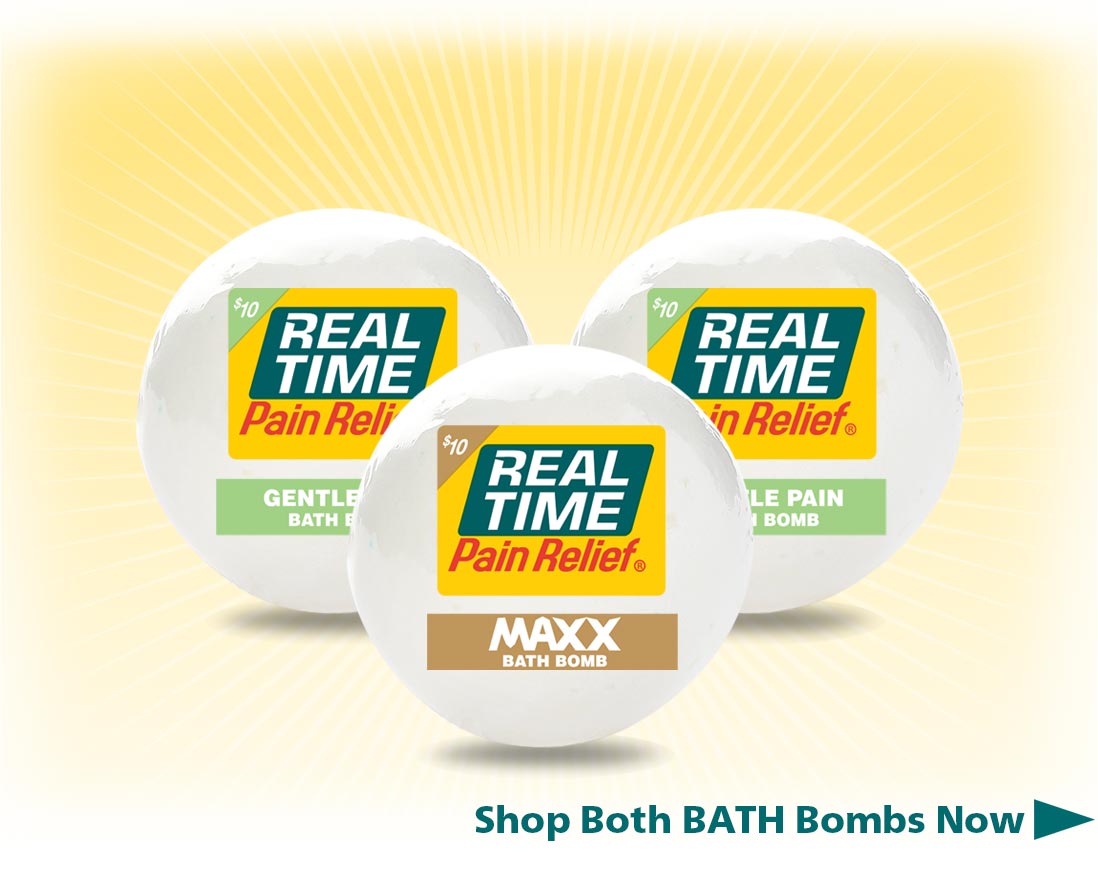 $10
REAL
TIME
Pain Reli
GENTLE
BATH B
$10
REAL
TIME
in Relief®
LE PAIN
BOMB
$10
REAL
TIME
Pain Relief®
MAXX
BATH BOMB
Shop Both BATH Bombs Now